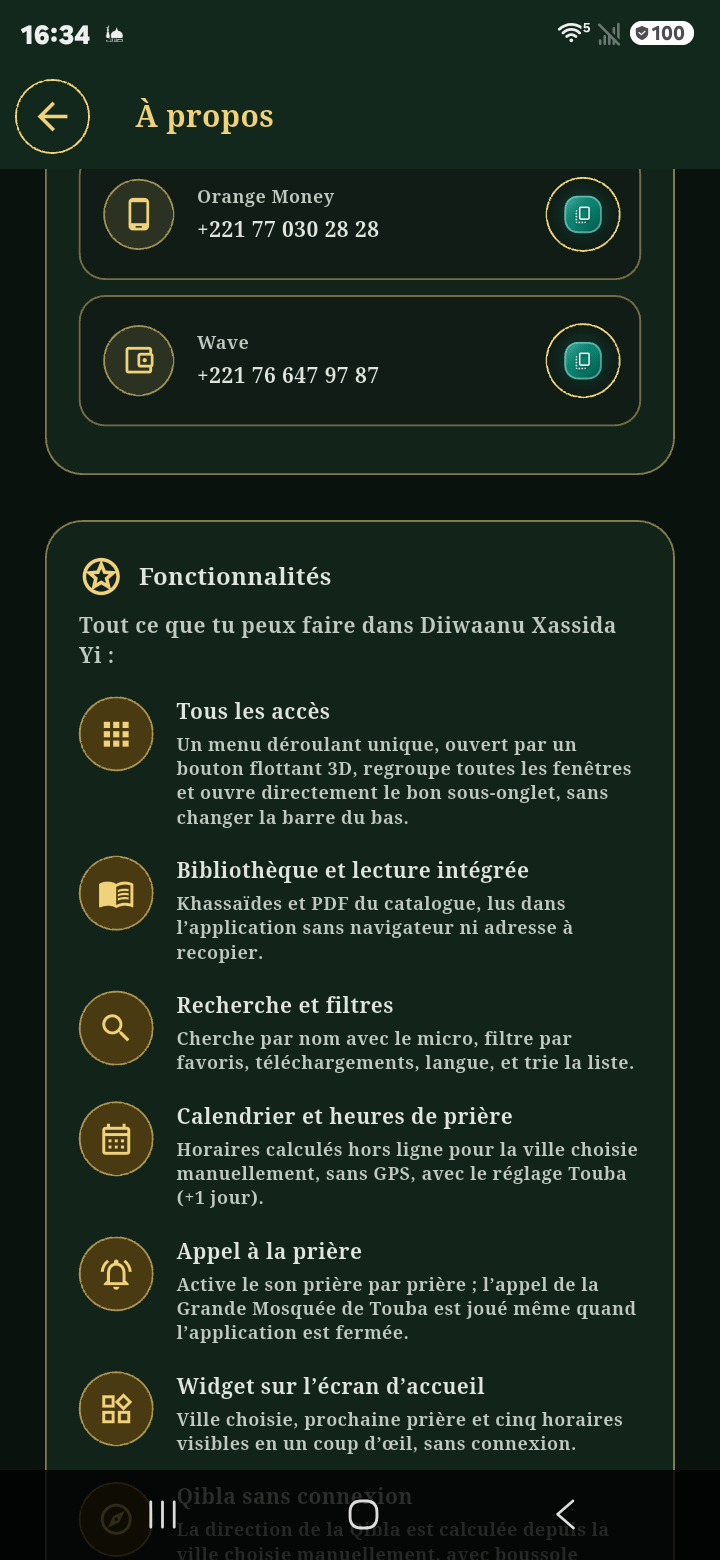 16:34
5
100
À propos
Orange Money
+221 77 030 28 28
Wave
+221 76 647 97 87
Fonctionnalités
Tout ce que tu peux faire dans Diiwaanu Xassida
Yi :
Tous les accès
Un menu déroulant unique, ouvert par un
bouton flottant 3D, regroupe toutes les fenêtres
et ouvre directement le bon sous-onglet, sans
changer la barre du bas.
Bibliothèque et lecture intégrée
Khassaïdes et PDF du catalogue, lus dans
l’application sans navigateur ni adresse à
recopier.
Recherche et filtres
Cherche par nom avec le micro, filtre par
favoris, téléchargements, langue, et trie la liste.
Calendrier et heures de prière
Horaires calculés hors ligne pour la ville choisie
manuellement, sans GPS, avec le réglage Touba
(+1 jour).
Appel à la prière
Active le son prière par prière ; l’appel de la
Grande Mosquée de Touba est joué même quand
l’application est fermée.
Widget sur l’écran d’accueil
Ville choisie, prochaine prière et cinq horaires
visibles en un coup d’œil, sans connexion.
Qibla sans connexion
La direction de la Qibla est calculée depuis la
ville choisie manuellement, avec boussole